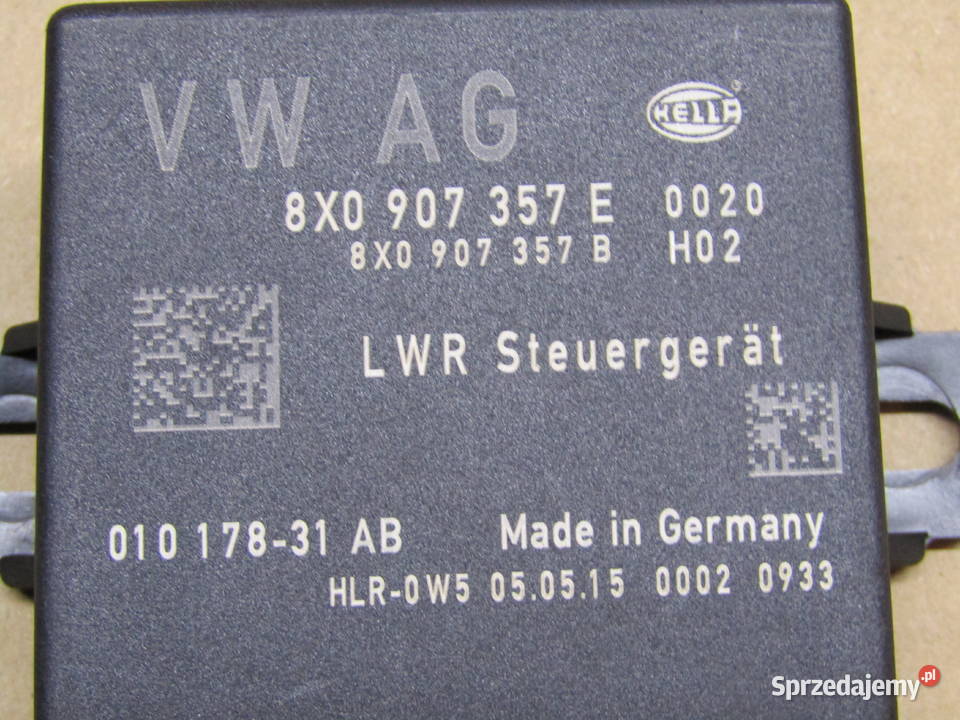 VW AG
HELLA
8X0 907 357 E 0020
8X0 907 357 B H02
LWR Steuergerät
010 178-31 AB Made in Germany
HLR-0W5 05.05.15 0002 0933
Sprzedajemy.pl